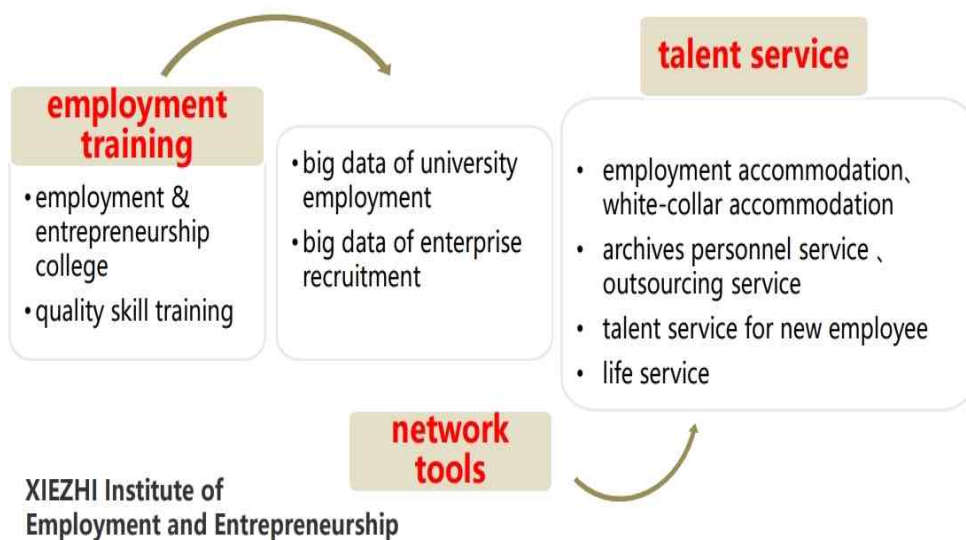 employment
training
• employment &
entrepreneurship
college
• quality skill training
• big data of university
employment
• big data of enterprise
recruitment
network
tools
talent service
• employment accommodation、
white-collar accommodation
• archives personnel service 、
outsourcing service
• talent service for new employee
• life service
XIEZHI Institute of
Employment and Entrepreneurship